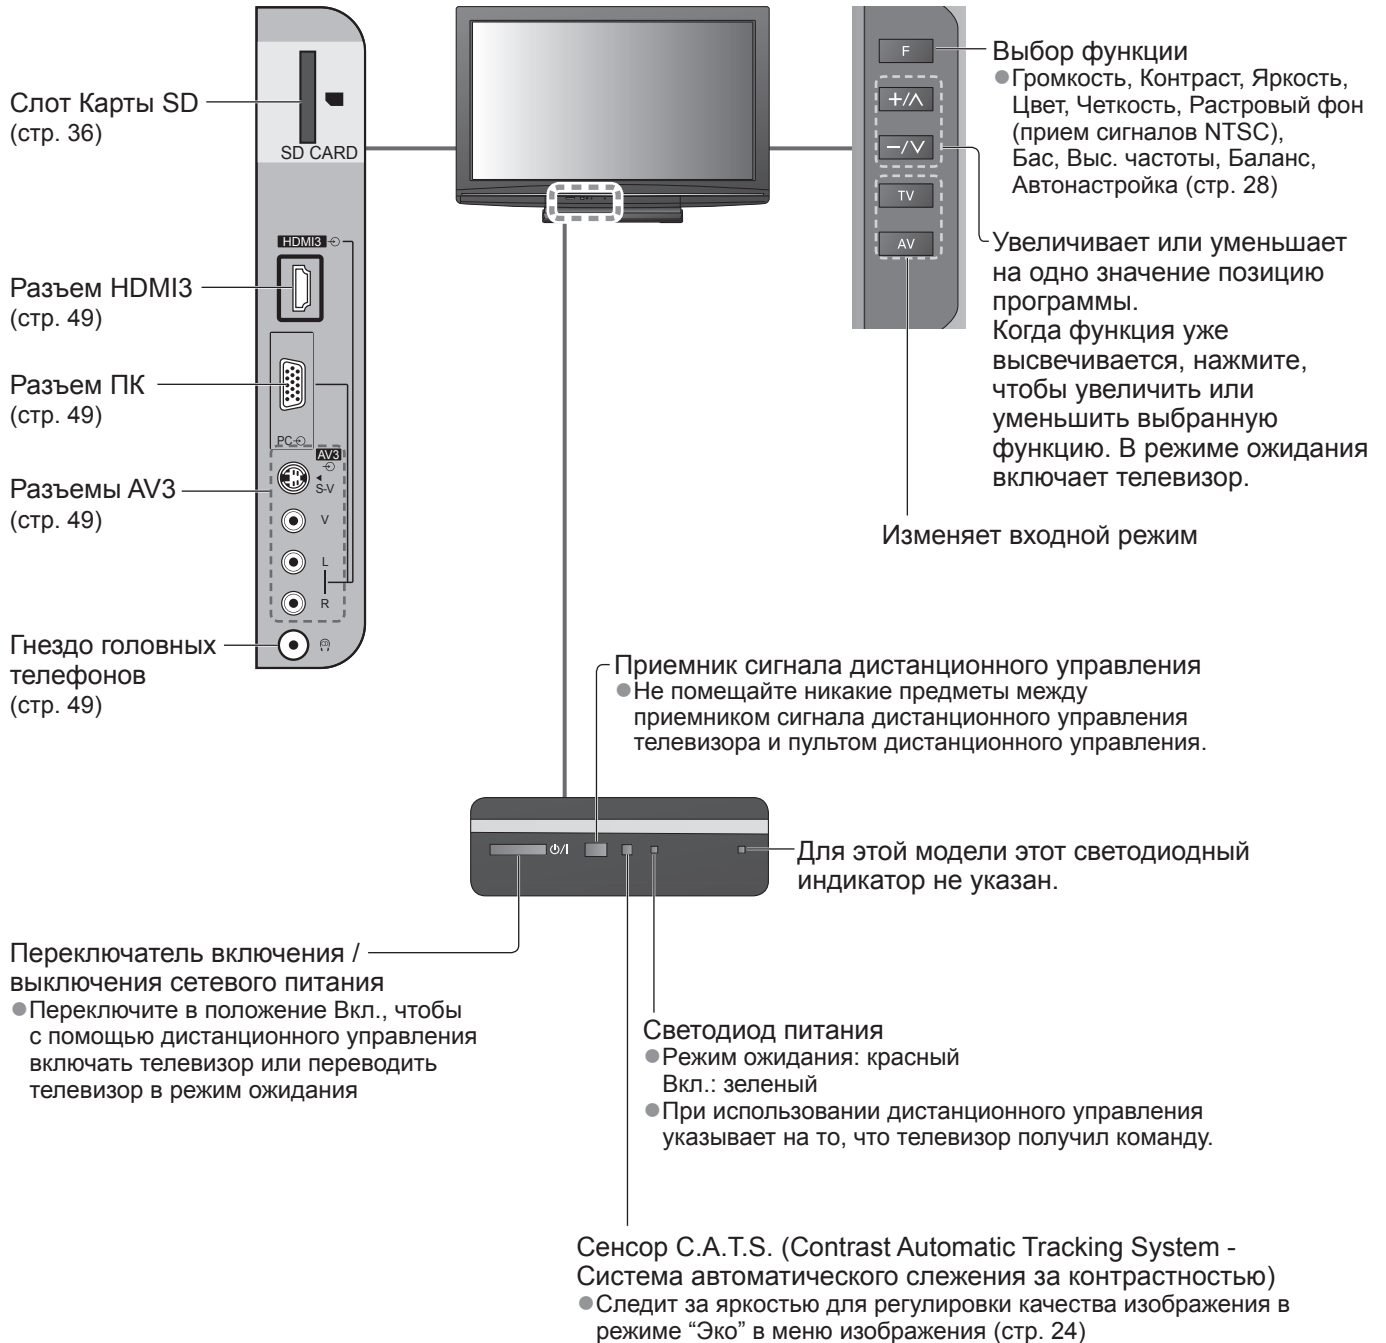 Слот Карты SD
(стр. 36)
SD CARD
HDMI3
Разъем HDMI3
(стр. 49)
Разъем ПК
(стр. 49)
PC
AV3
S-V
Разъемы AV3
(стр. 49)
V
L
R
Гнездо головных
телефонов
(стр. 49)
F
+/∧
−/∨
TV
AV
Выбор функции
●Громкость, Контраст, Яркость,
Цвет, Четкость, Растровый фон
(прием сигналов NTSC),
Бас, Выс. частоты, Баланс,
Автонастройка (стр. 28)
Увеличивает или уменьшает
на одно значение позицию
программы.
Когда функция уже
высвечивается, нажмите,
чтобы увеличить или
уменьшить выбранную
функцию. В режиме ожидания
включает телевизор.
Изменяет входной режим
Приемник сигнала дистанционного управления
●Не помещайте никакие предметы между
приемником сигнала дистанционного управления
телевизора и пультом дистанционного управления.
⏻/I
Для этой модели этот светодиодный
индикатор не указан.
Переключатель включения /
выключения сетевого питания
●Переключите в положение Вкл., чтобы
с помощью дистанционного управления
включать телевизор или переводить
телевизор в режим ожидания
Светодиод питания
●Режим ожидания: красный
Вкл.: зеленый
●При использовании дистанционного управления
указывает на то, что телевизор получил команду.
Сенсор C.A.T.S. (Contrast Automatic Tracking System -
Система автоматического слежения за контрастностью)
●Следит за яркостью для регулировки качества изображения в
режиме “Эко” в меню изображения (стр. 24)